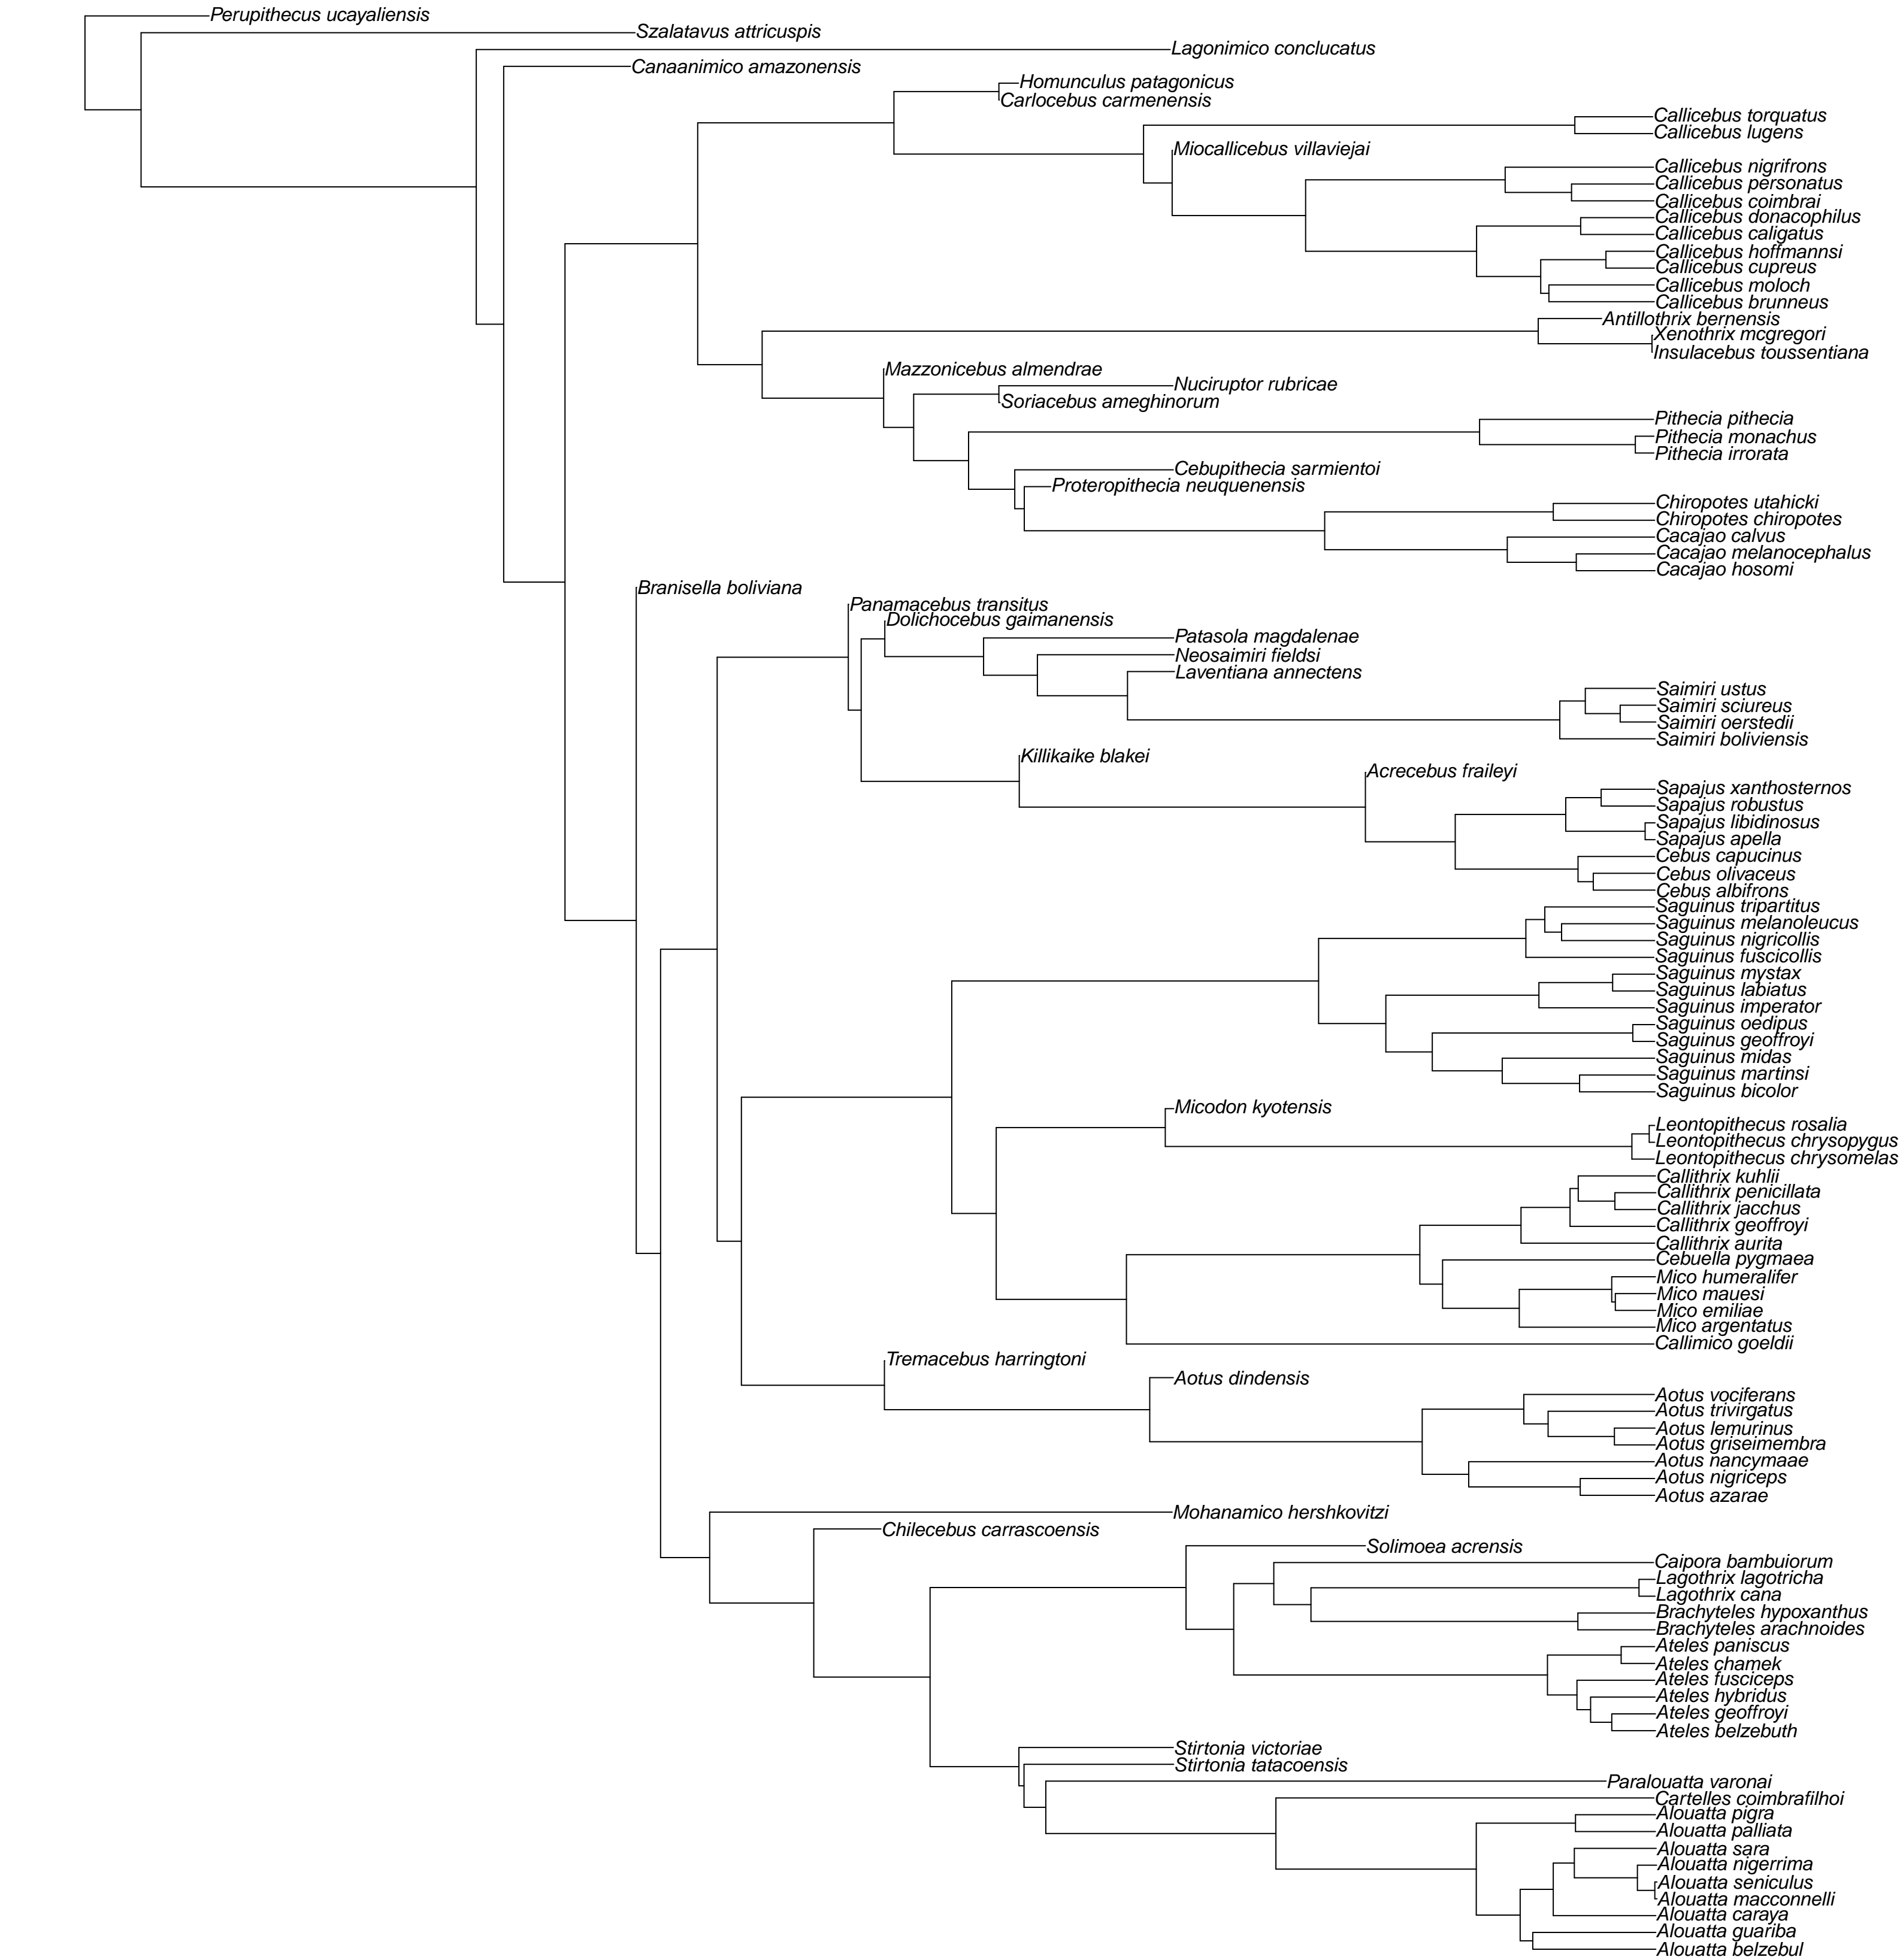 Perupithecus ucayaliensis
Szalatavus attricuspis
Lagonimico conclucatus
Canaanimico amazonensis
Homunculus patagonicus
Carlocebus carmenensis
Callicebus torquatus
Callicebus lugens
Miocallicebus villaviejai
Callicebus nigrifrons
Callicebus personatus
Callicebus coimbrai
Callicebus donacophilus
Callicebus caligatus
Callicebus hoffmannsi
Callicebus cupreus
Callicebus moloch
Callicebus brunneus
Antillothrix bernensis
Xenothrix mcgregori
Insulacebus toussentiana
Mazzonicebus almendrae
Nuciruptor rubricae
Soriacebus ameghinorum
Pithecia pithecia
Pithecia monachus
Pithecia irrorata
Cebupithecia sarmientoi
Proteropithecia neuquenensis
Chiropotes utahicki
Chiropotes chiropotes
Cacajao calvus
Cacajao melanocephalus
Cacajao hosomi
Branisella boliviana
Panamacebus transitus
Dolichocebus gaimanensis
Patasola magdalenae
Neosaimiri fieldsi
Laventiana annectens
Saimiri ustus
Saimiri sciureus
Saimiri oerstedii
Saimiri boliviensis
Killikaike blakei
Acrecebus fraileyi
Sapajus xanthosternos
Sapajus robustus
Sapajus libidinosus
Sapajus apella
Cebus capucinus
Cebus olivaceus
Cebus albifrons
Saguinus tripartitus
Saguinus melanoleucus
Saguinus nigricollis
Saguinus fuscicollis
Saguinus mystax
Saguinus labiatus
Saguinus imperator
Saguinus oedipus
Saguinus geoffroyi
Saguinus midas
Saguinus martinsi
Saguinus bicolor
Micodon kyotensis
Leontopithecus rosalia
Leontopithecus chrysopygus
Leontopithecus chrysomelas
Callithrix kuhlii
Callithrix penicillata
Callithrix jacchus
Callithrix geoffroyi
Callithrix aurita
Cebuella pygmaea
Mico humeralifer
Mico mauesi
Mico emiliae
Mico argentatus
Callimico goeldii
Tremacebus harringtoni
Aotus dindensis
Aotus vociferans
Aotus trivirgatus
Aotus lemurinus
Aotus griseimembra
Aotus nancymaae
Aotus nigriceps
Aotus azarae
Mohanamico hershkovitzi
Chilecebus carrascoensis
Solimoea acrensis
Caipora bambuiorum
Lagothrix lagotricha
Lagothrix cana
Brachyteles hypoxanthus
Brachyteles arachnoides
Ateles paniscus
Ateles chamek
Ateles fusciceps
Ateles hybridus
Ateles geoffroyi
Ateles belzebuth
Stirtonia victoriae
Stirtonia tatacoensis
Paralouatta varonai
Cartelles coimbrafilhoi
Alouatta pigra
Alouatta palliata
Alouatta sara
Alouatta nigerrima
Alouatta seniculus
Alouatta macconnelli
Alouatta caraya
Alouatta guariba
Alouatta belzebul